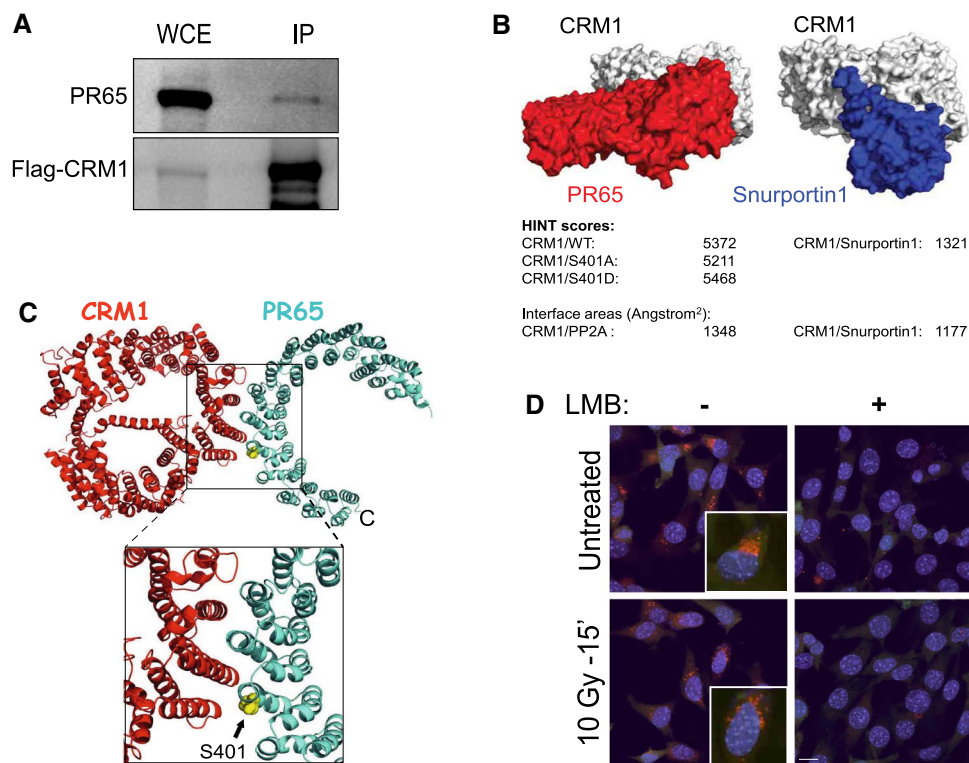 A
WCE IP
PR65
Flag-CRM1
B
CRM1 CRM1
PR65 Snurportin1
HINT scores:
CRM1/WT: 5372 CRM1/Snurportin1: 1321
CRM1/S401A: 5211
CRM1/S401D: 5468
Interface areas (Angstrom²):
CRM1/PP2A : 1348 CRM1/Snurportin1: 1177
C
CRM1 PR65
C
S401
D LMB: - +
Untreated
10 Gy -15'